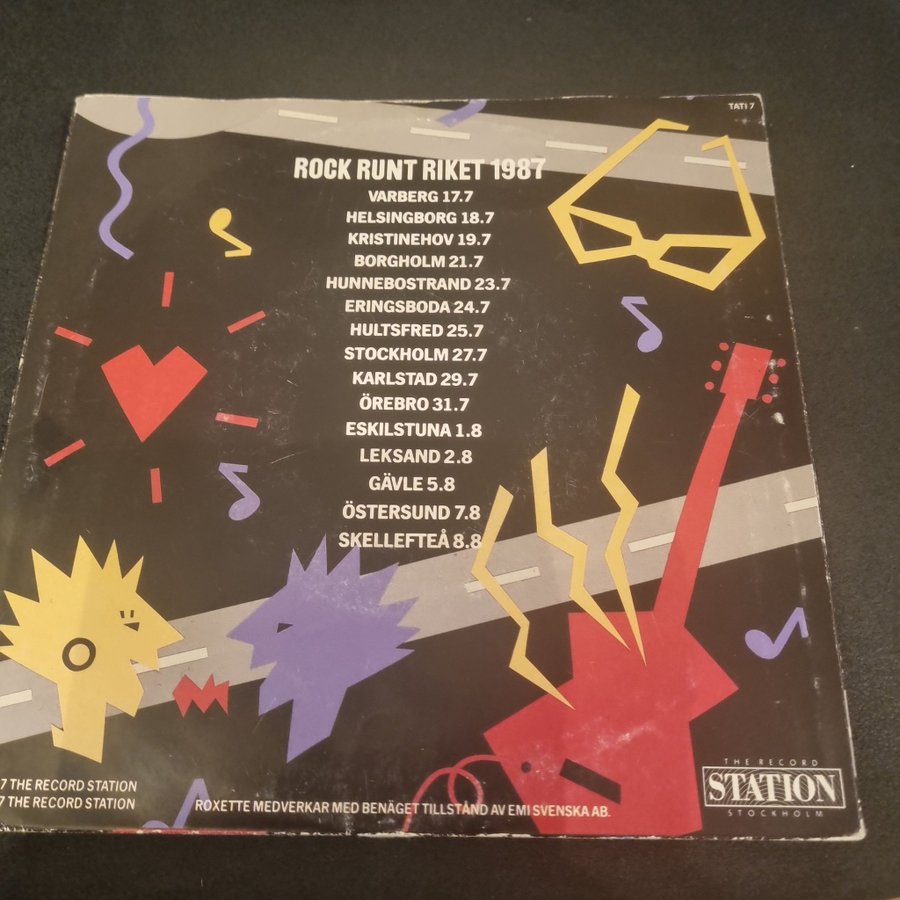 TATI 7
ROCK RUNT RIKET 1987
VARBERG 17.7
HELSINGBORG 18.7
KRISTINEHOV 19.7
BORGHOLM 21.7
HUNNEBOSTRAND 23.7
ERINGSBODA 24.7
HULTSFRED 25.7
STOCKHOLM 27.7
KARLSTAD 29.7
ÖREBRO 31.7
ESKILSTUNA 1.8
LEKSAND 2.8
GÄVLE 5.8
ÖSTERSUND 7.8
SKELLEFTEÅ 8.8
7 THE RECORD STATION
7 THE RECORD STATION
ROXETTE MEDVERKAR MED BENÄGET TILLSTÅND AV EMI SVENSKA AB.
THE RECORD
STATION
STOCKHOLM